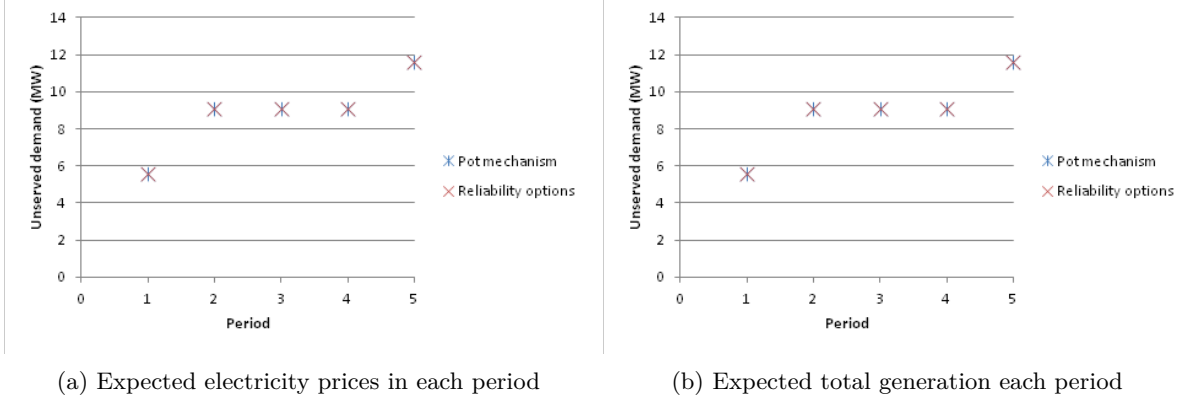 14
12
10
8
6
4
2
0
Unserved demand (MW)
0 1 2 3 4 5
Period
Pot mechanism
Reliability options
(a) Expected electricity prices in each period
14
12
10
8
6
4
2
0
Unserved demand (MW)
0 1 2 3 4 5
Period
Pot mechanism
Reliability options
(b) Expected total generation each period